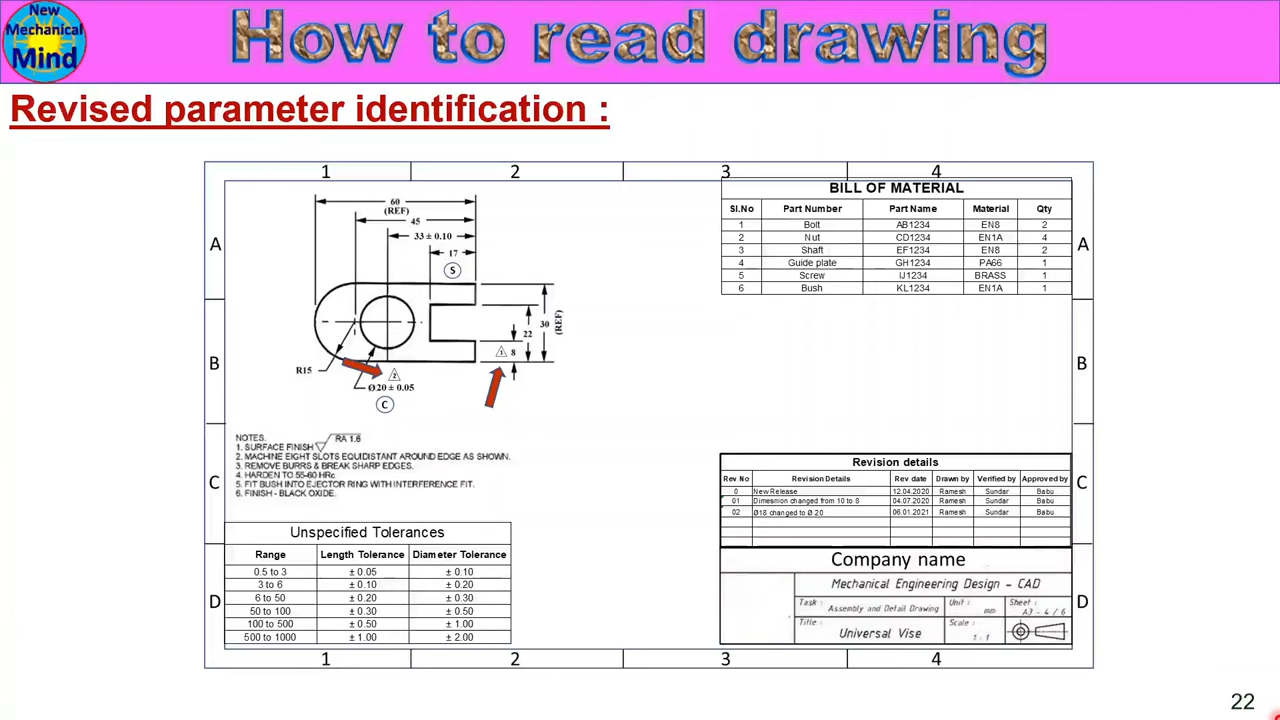 New
Mechanical
Mind
How to read drawing
Revised parameter identification :
1 2 3 4
A A
B B
C C
D D
1 2 3 4
60
(REF)
45
33 ± 0.10
17
S
30
(REF)
22
1 8
R15
2
Ø20 ± 0.05
C
BILL OF MATERIAL
Sl.No Part Number Part Name Material Qty
1 Bolt AB1234 EN8 2
2 Nut CD1234 EN1A 4
3 Shaft EF1234 EN8 2
4 Guide plate GH1234 PA66 1
5 Screw IJ1234 BRASS 1
6 Bush KL1234 EN1A 1
NOTES.
1. SURFACE FINISH RA 1.6
2. MACHINE EIGHT SLOTS EQUIDISTANT AROUND EDGE AS SHOWN.
3. REMOVE BURRS & BREAK SHARP EDGES.
4. HARDEN TO 55-60 HRc
5. FIT BUSH INTO EJECTOR RING WITH INTERFERENCE FIT.
6. FINISH - BLACK OXIDE.
Unspecified Tolerances
Range Length Tolerance Diameter Tolerance
0.5 to 3 ± 0.05 ± 0.10
3 to 6 ± 0.10 ± 0.20
6 to 50 ± 0.20 ± 0.30
50 to 100 ± 0.30 ± 0.50
100 to 500 ± 0.50 ± 1.00
500 to 1000 ± 1.00 ± 2.00
Revision details
Rev No Revision Details Rev date Drawn by Verified by Approved by
0 New Release 12.04.2020 Ramesh Sundar Babu
01 Dimesnion changed from 10 to 8 04.07.2020 Ramesh Sundar Babu
02 Ø18 changed to Ø 20 06.01.2021 Ramesh Sundar Babu
Company name
Mechanical Engineering Design - CAD
Task : Assembly and Detail Drawing Unit : mm Sheet : A3 - 4 / 6
Title : Universal Vise Scale : 1 : 1
22